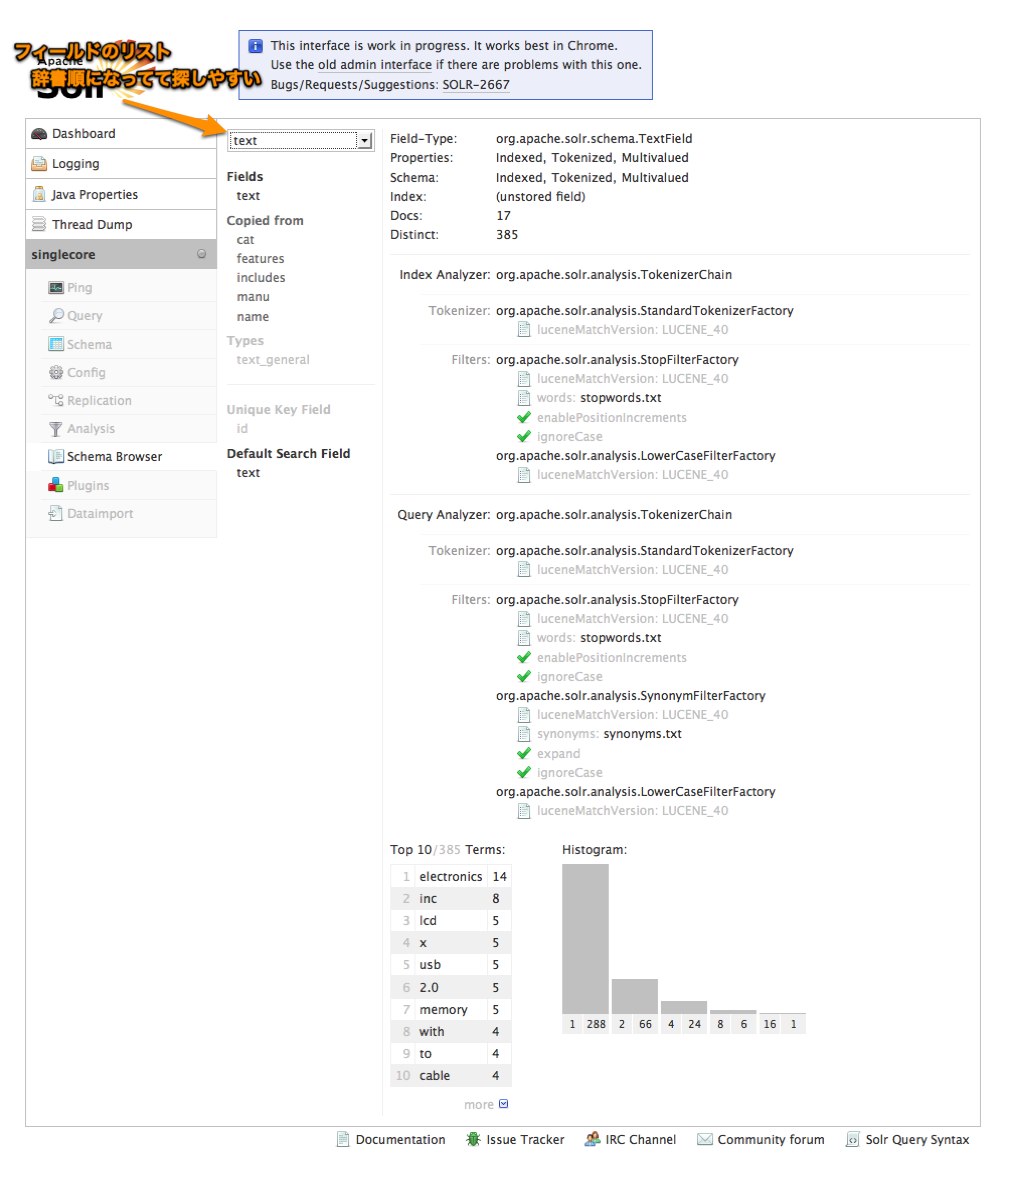 フィールドのリスト
辞書順になってて探しやすい
Apache
Solr
This interface is work in progress. It works best in Chrome.
Use the old admin interface if there are problems with this one.
Bugs/Requests/Suggestions: SOLR-2667
Dashboard
Logging
Java Properties
Thread Dump
singlecore
Ping
Query
Schema
Config
Replication
Analysis
Schema Browser
Plugins
Dataimport
text
Fields
text
Copied from
cat
features
includes
manu
name
Types
text_general
Unique Key Field
id
Default Search Field
text
Field-Type: org.apache.solr.schema.TextField
Properties: Indexed, Tokenized, Multivalued
Schema: Indexed, Tokenized, Multivalued
Index: (unstored field)
Docs: 17
Distinct: 385
Index Analyzer: org.apache.solr.analysis.TokenizerChain
Tokenizer: org.apache.solr.analysis.StandardTokenizerFactory
luceneMatchVersion: LUCENE_40
Filters: org.apache.solr.analysis.StopFilterFactory
luceneMatchVersion: LUCENE_40
words: stopwords.txt
enablePositionIncrements
ignoreCase
org.apache.solr.analysis.LowerCaseFilterFactory
luceneMatchVersion: LUCENE_40
Query Analyzer: org.apache.solr.analysis.TokenizerChain
Tokenizer: org.apache.solr.analysis.StandardTokenizerFactory
luceneMatchVersion: LUCENE_40
Filters: org.apache.solr.analysis.StopFilterFactory
luceneMatchVersion: LUCENE_40
words: stopwords.txt
enablePositionIncrements
ignoreCase
org.apache.solr.analysis.SynonymFilterFactory
luceneMatchVersion: LUCENE_40
synonyms: synonyms.txt
expand
ignoreCase
org.apache.solr.analysis.LowerCaseFilterFactory
luceneMatchVersion: LUCENE_40
Top 10/385 Terms:
1 electronics 14
2 inc 8
3 lcd 5
4 x 5
5 usb 5
6 2.0 5
7 memory 5
8 with 4
9 to 4
10 cable 4
more
Histogram:
1 288 2 66 4 24 8 6 16 1
Documentation Issue Tracker IRC Channel Community forum Solr Query Syntax